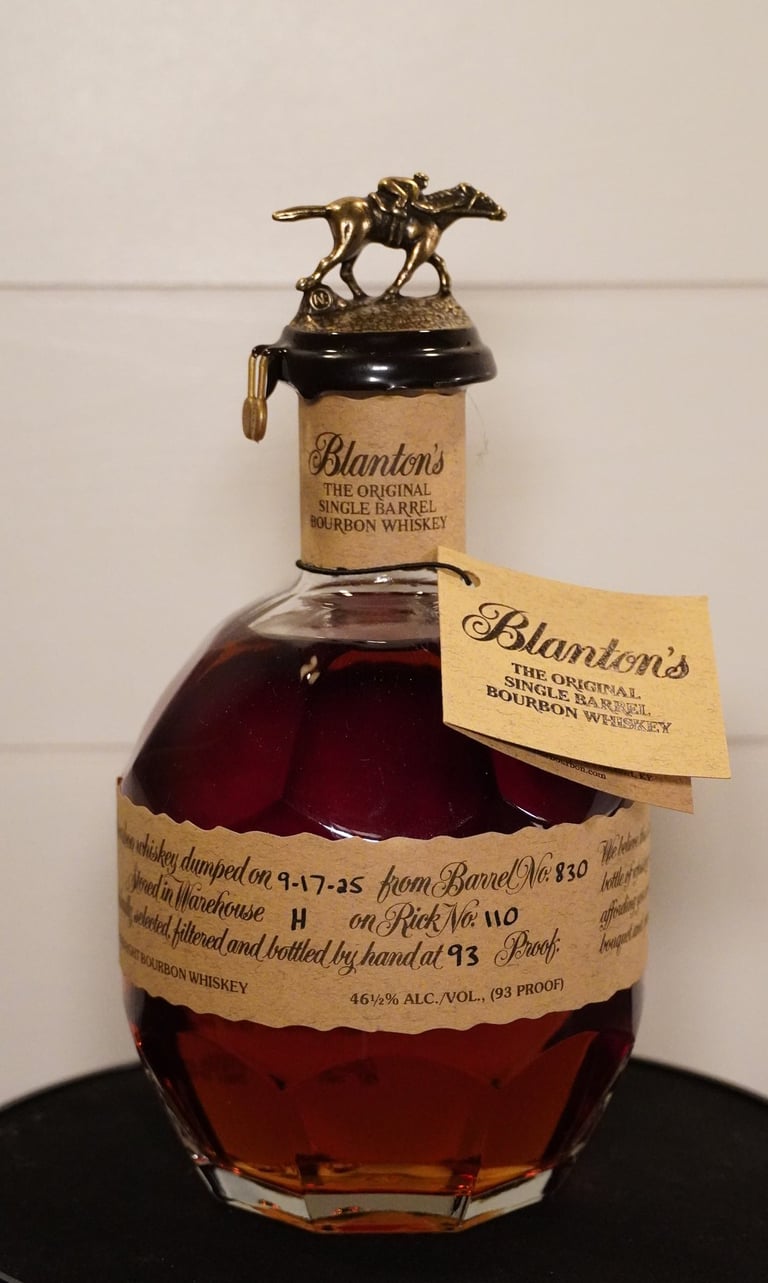 N
Blanton's
THE ORIGINAL
SINGLE BARREL
BOURBON WHISKEY
Blanton's
THE ORIGINAL
SINGLE BARREL
BOURBON WHISKEY
whiskey dumped on 9-17-25 from Barrel No. 830
Stored in Warehouse H on Rick No. 110
selected, filtered and bottled by hand at 93 Proof.
BOURBON WHISKEY
46½% ALC./VOL., (93 PROOF)
We believe
bottle of
affording
bouquet and